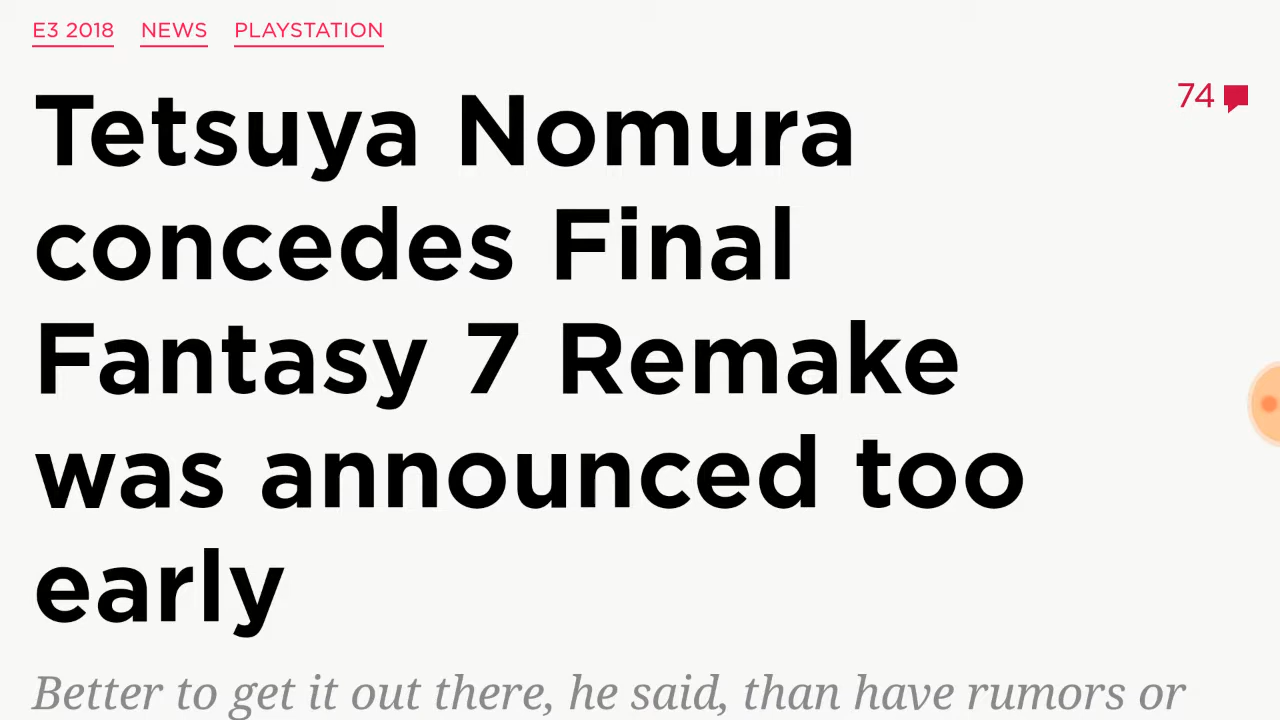 E3 2018 NEWS PLAYSTATION
74
Tetsuya Nomura
concedes Final
Fantasy 7 Remake
was announced too
early
Better to get it out there, he said, than have rumors or